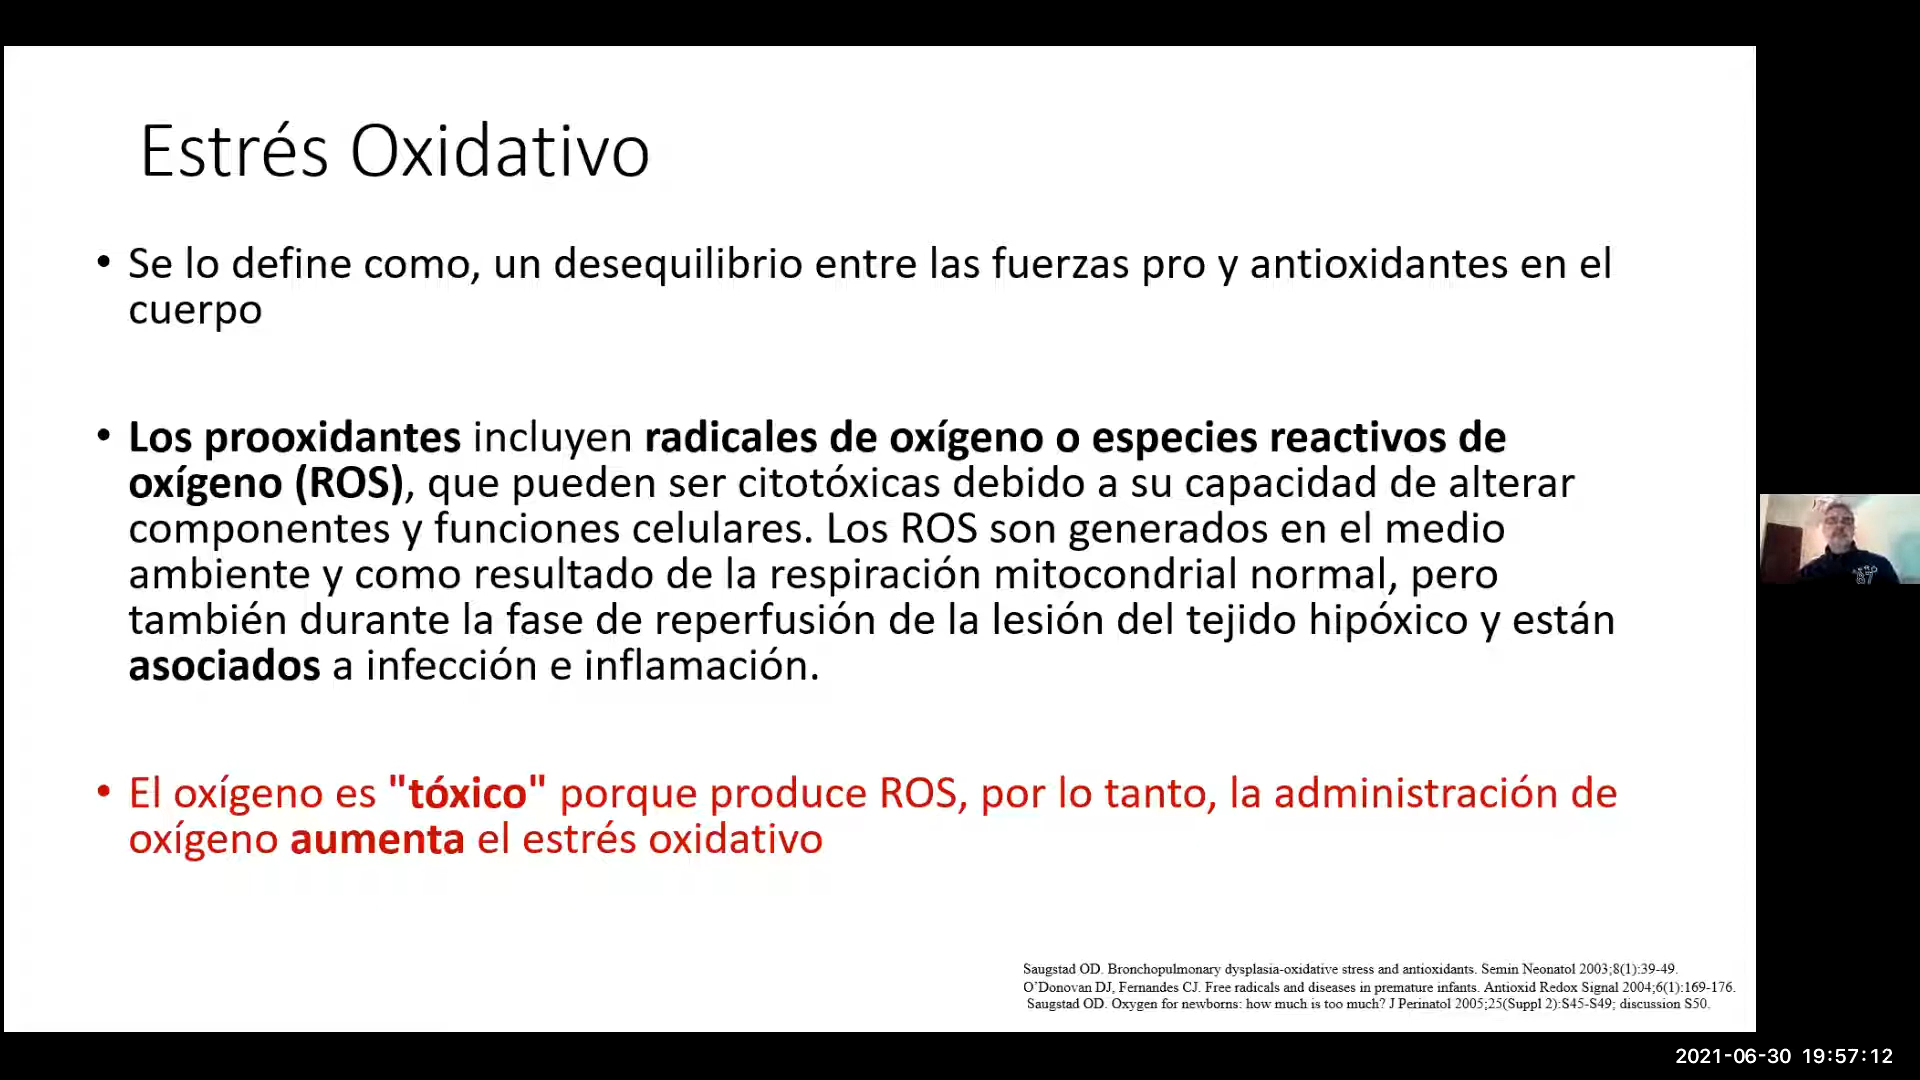 Estrés Oxidativo
• Se lo define como, un desequilibrio entre las fuerzas pro y antioxidantes en el
cuerpo
• Los prooxidantes incluyen radicales de oxígeno o especies reactivos de
oxígeno (ROS), que pueden ser citotóxicas debido a su capacidad de alterar
componentes y funciones celulares. Los ROS son generados en el medio
ambiente y como resultado de la respiración mitocondrial normal, pero
también durante la fase de reperfusión de la lesión del tejido hipóxico y están
asociados a infección e inflamación.
• El oxígeno es "tóxico" porque produce ROS, por lo tanto, la administración de
oxígeno aumenta el estrés oxidativo
Saugstad OD. Bronchopulmonary dysplasia-oxidative stress and antioxidants. Semin Neonatol 2003;8(1):39-49.
O’Donovan DJ, Fernandes CJ. Free radicals and diseases in premature infants. Antioxid Redox Signal 2004;6(1):169-176.
Saugstad OD. Oxygen for newborns: how much is too much? J Perinatol 2005;25(Suppl 2):S45-S49; discussion S50.
87
2021-06-30 19:57:12